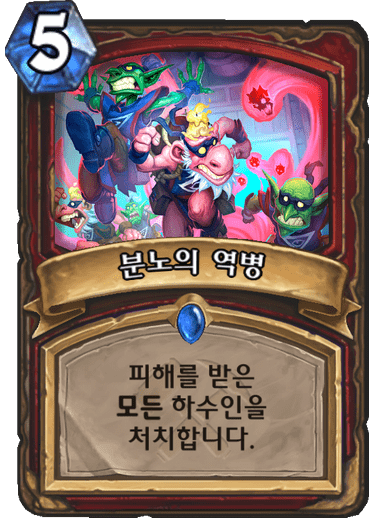 5
분노의 역병
피해를 받은
모든 하수인을
처치합니다.